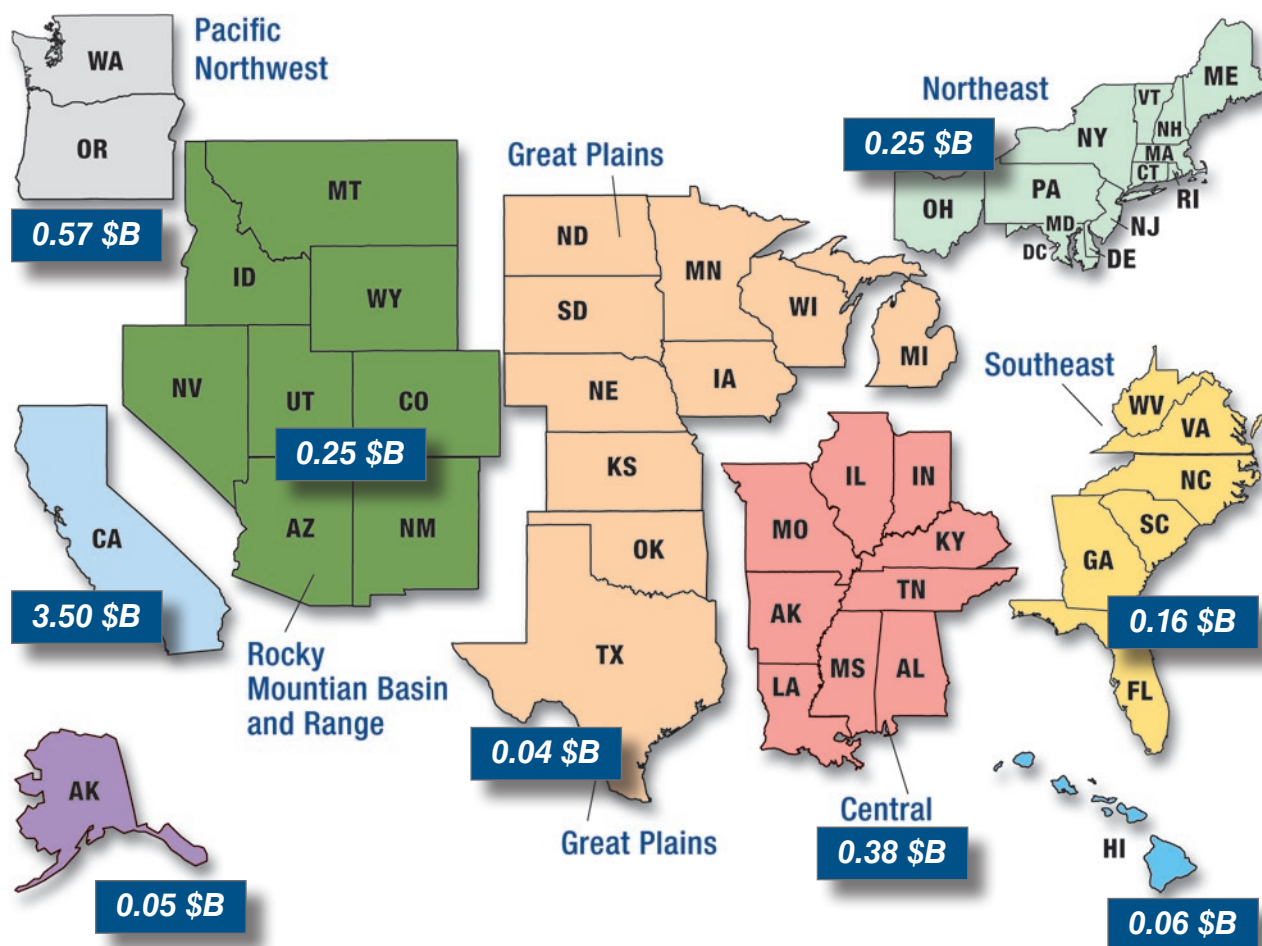 Pacific
Northwest
WA
OR
0.57 $B
MT
ID
WY
NV
UT
CO
0.25 $B
AZ
NM
Rocky
Mountian Basin
and Range
CA
3.50 $B
AK
0.05 $B
Great Plains
ND
MN
SD
WI
MI
NE
IA
KS
OK
TX
0.04 $B
Great Plains
Northeast
0.25 $B
ME
VT
NH
NY
MA
CT
RI
PA
OH
NJ
MD
DC
DE
Southeast
WV
VA
NC
SC
GA
0.16 $B
FL
IL
IN
MO
KY
TN
AK
MS
AL
LA
Central
0.38 $B
HI
0.06 $B